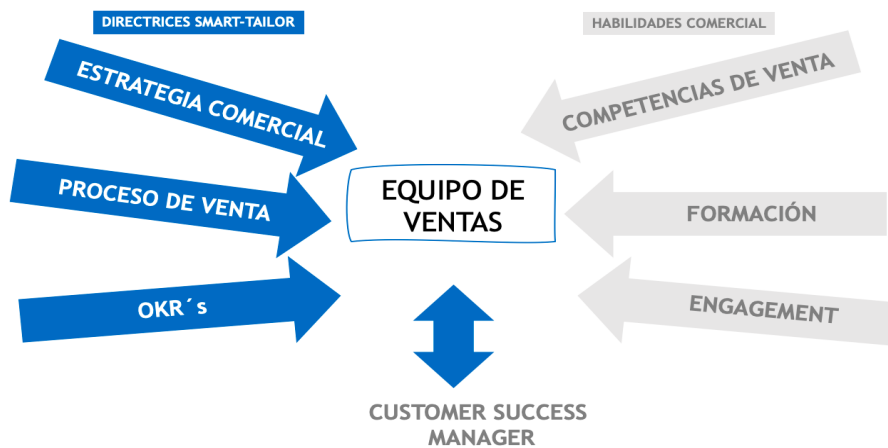 DIRECTRICES SMART-TAILOR
HABILIDADES COMERCIAL
ESTRATEGIA COMERCIAL
COMPETENCIAS DE VENTA
PROCESO DE VENTA
EQUIPO DE
VENTAS
FORMACIÓN
OKR´s
ENGAGEMENT
CUSTOMER SUCCESS
MANAGER